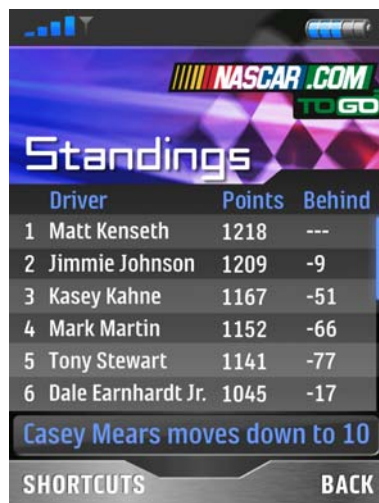 NASCAR.COM
TO GO
Standings
Driver Points Behind
1 Matt Kenseth 1218 ---
2 Jimmie Johnson 1209 -9
3 Kasey Kahne 1167 -51
4 Mark Martin 1152 -66
5 Tony Stewart 1141 -77
6 Dale Earnhardt Jr. 1045 -17
Casey Mears moves down to 10
SHORTCUTS BACK